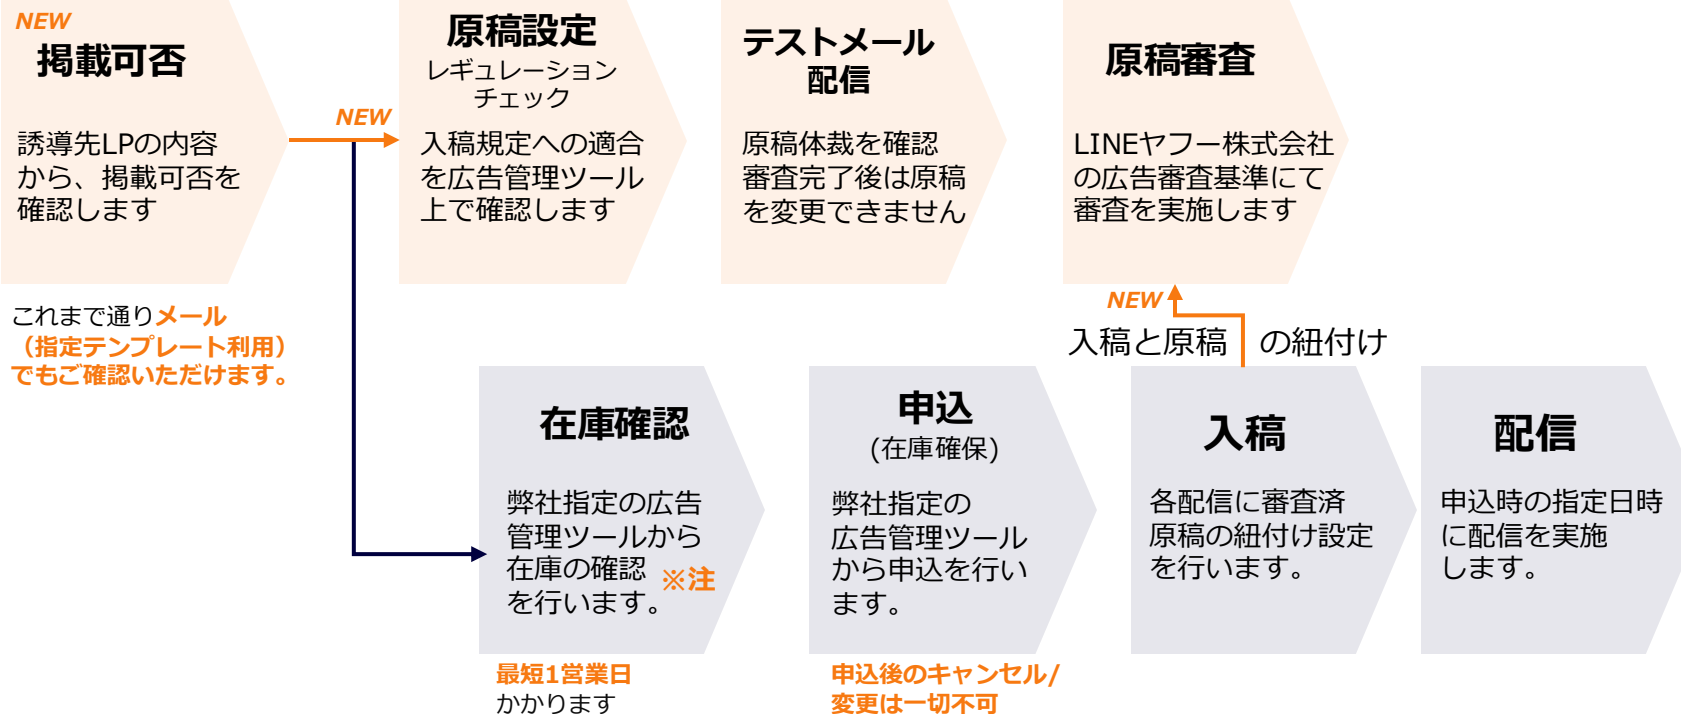 NEW
掲載可否
誘導先LPの内容
から、掲載可否を
確認します
これまで通りメール
（指定テンプレート利用）
でもご確認いただけます。
NEW
原稿設定
レギュレーション
チェック
入稿規定への適合
を広告管理ツール
上で確認します
テストメール
配信
原稿体裁を確認
審査完了後は原稿
を変更できません
原稿審査
LINEヤフー株式会社
の広告審査基準にて
審査を実施します
NEW
入稿と原稿 の紐付け
在庫確認
弊社指定の広告
管理ツールから
在庫の確認
を行います。
※注
最短1営業日
かかります
申込
(在庫確保)
弊社指定の
広告管理ツール
から申込を行い
ます。
申込後のキャンセル/
変更は一切不可
入稿
各配信に審査済
原稿の紐付け設定
を行います。
配信
申込時の指定日時
に配信を実施
します。